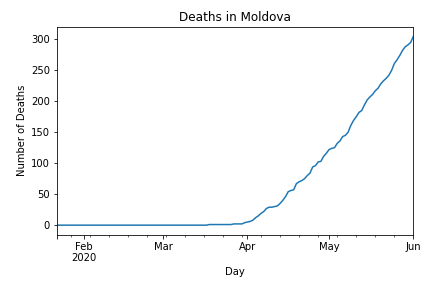 Deaths in Moldova
Number of Deaths
300
250
200
150
100
50
0
Feb
2020
Mar
Apr
May
Jun
Day